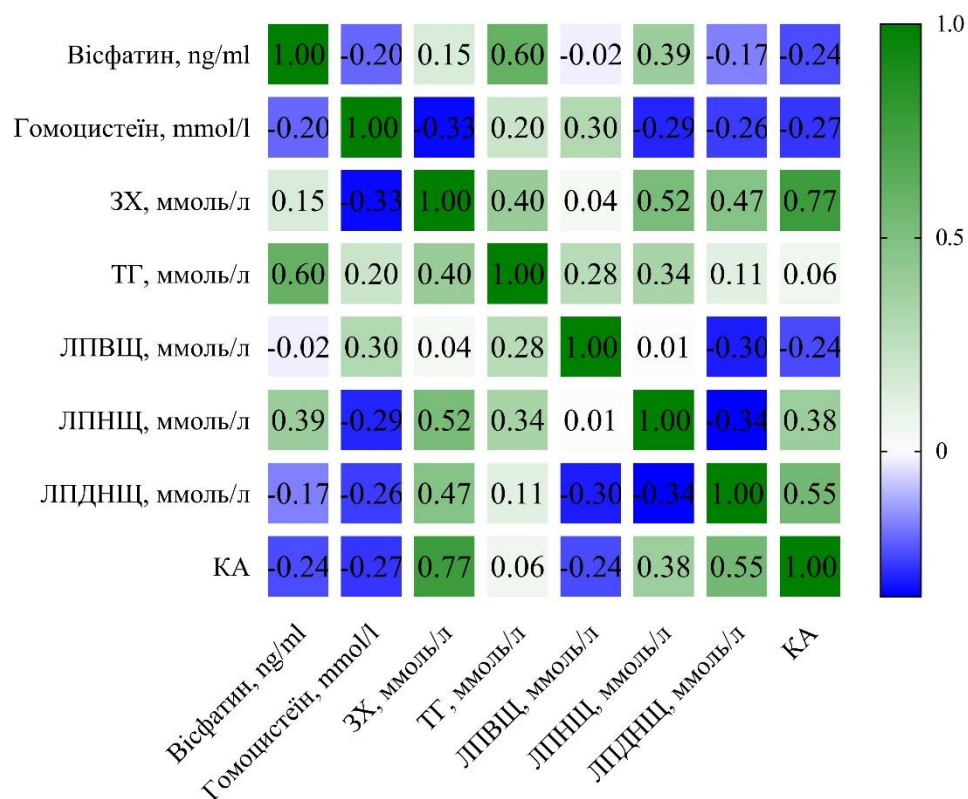 Вісфатин, ng/ml 1.00 -0.20 0.15 0.60 -0.02 0.39 -0.17 -0.24
Гомоцистеїн, mmol/l -0.20 1.00 -0.33 0.20 0.30 -0.29 -0.26 -0.27
ЗХ, ммоль/л 0.15 -0.33 1.00 0.40 0.04 0.52 0.47 0.77
ТГ, ммоль/л 0.60 0.20 0.40 1.00 0.28 0.34 0.11 0.06
ЛПВЩ, ммоль/л -0.02 0.30 0.04 0.28 1.00 0.01 -0.30 -0.24
ЛПНЩ, ммоль/л 0.39 -0.29 0.52 0.34 0.01 1.00 -0.34 0.38
ЛПДНЩ, ммоль/л -0.17 -0.26 0.47 0.11 -0.30 -0.34 1.00 0.55
КА -0.24 -0.27 0.77 0.06 -0.24 0.38 0.55 1.00
Вісфатин, ng/ml
Гомоцистеїн, mmol/l
ЗХ, ммоль/л
ТГ, ммоль/л
ЛПВЩ, ммоль/л
ЛПНЩ, ммоль/л
ЛПДНЩ, ммоль/л
КА
1.0
0.5
0